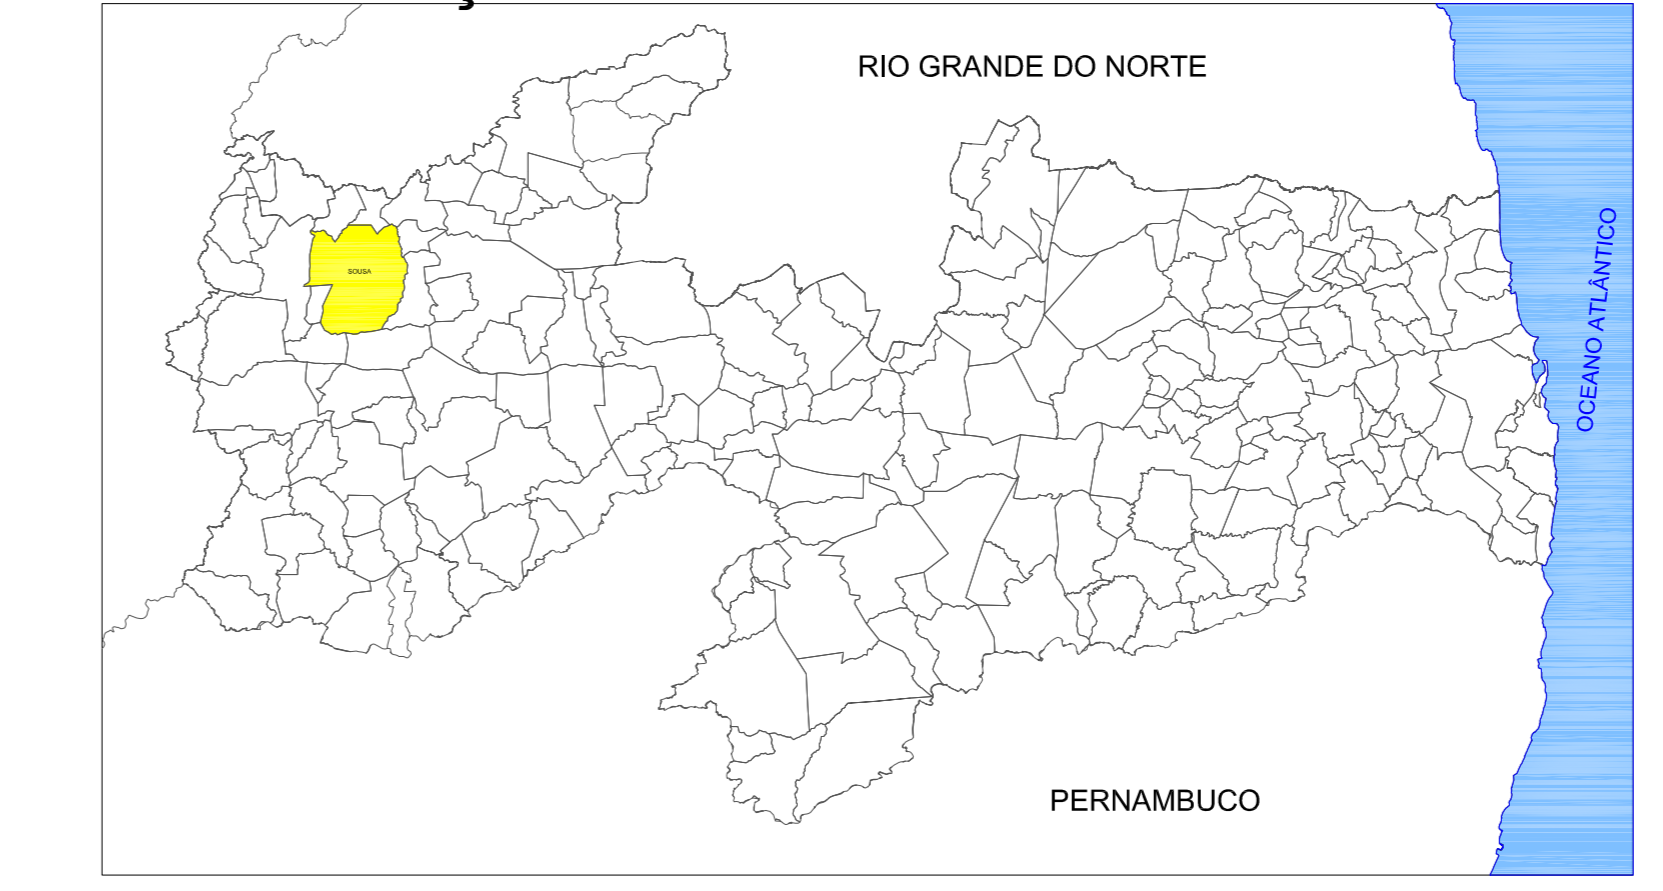 RIO GRANDE DO NORTE
SOUSA
OCEANO ATLÂNTICO
PERNAMBUCO